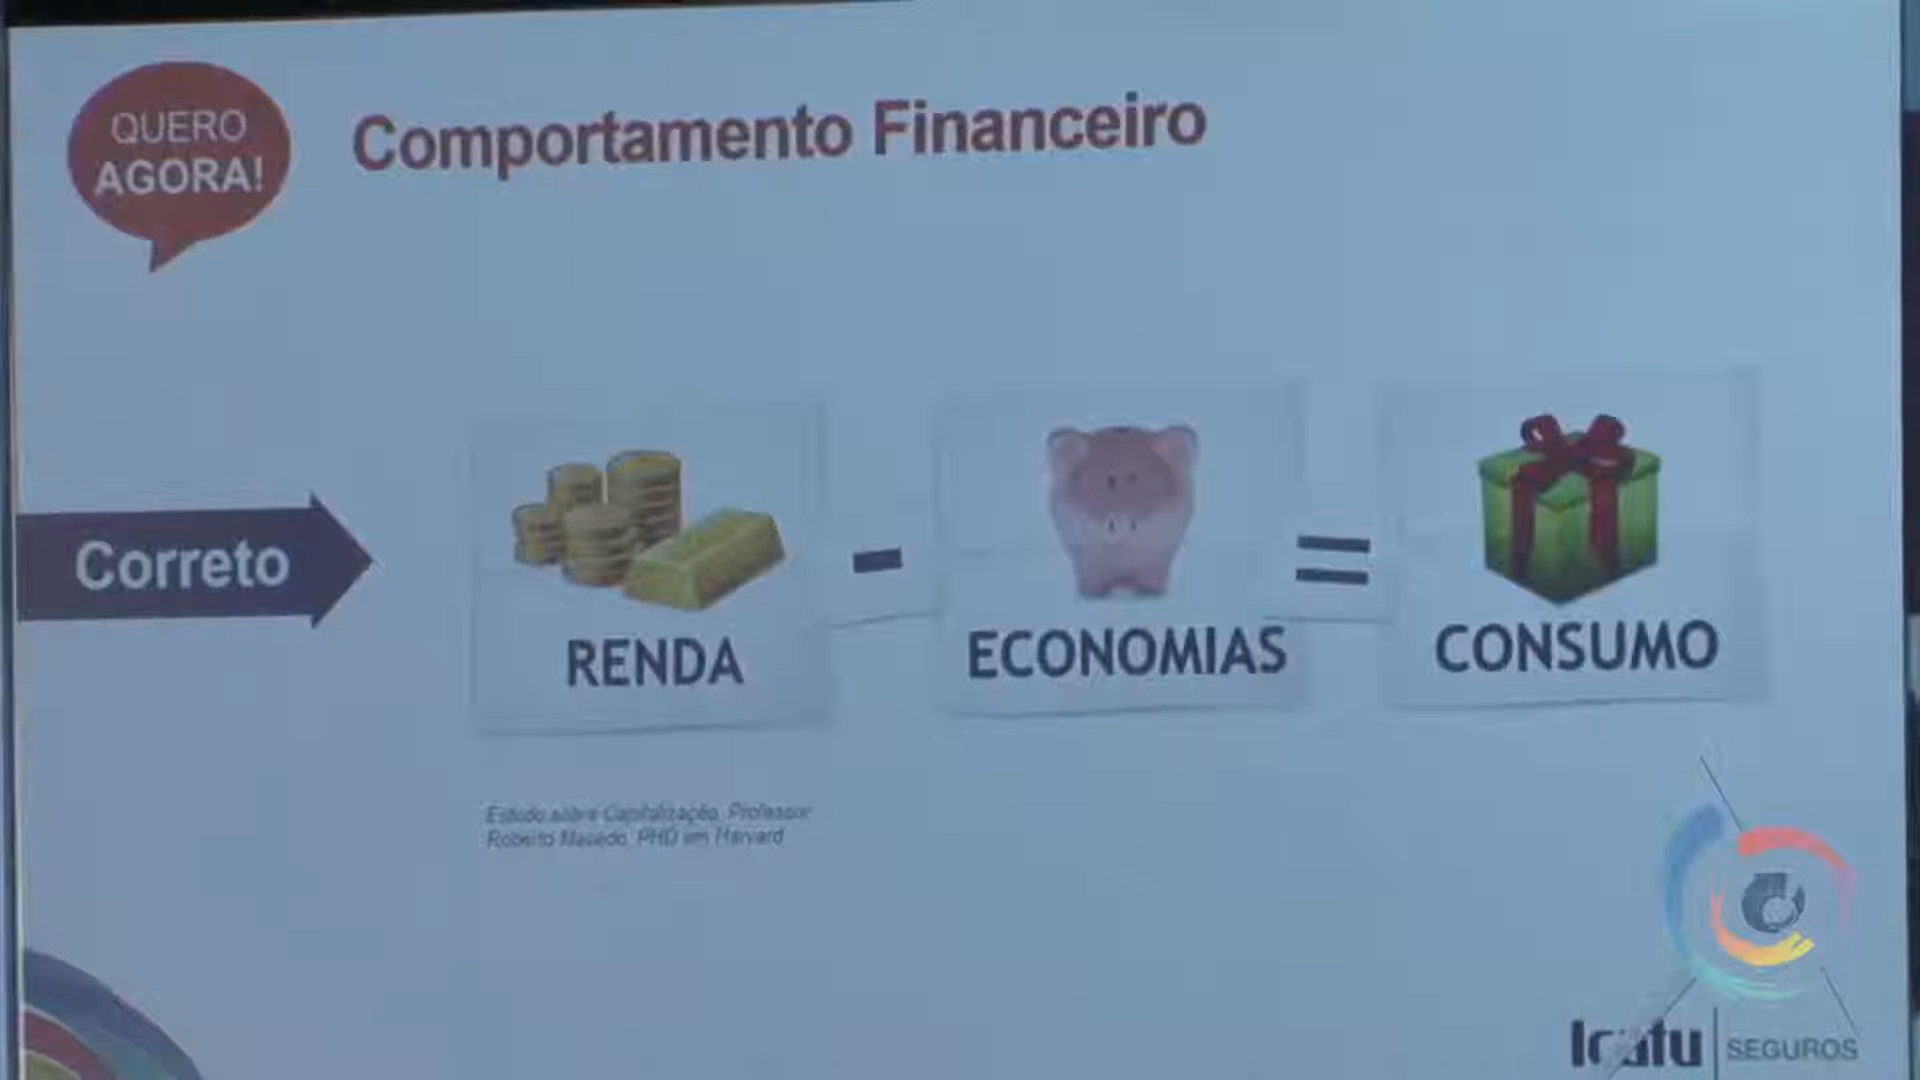 QUERO
AGORA!
Comportamento Financeiro
Correto
-
=
RENDA
ECONOMIAS
CONSUMO
Estudo sobre Capitalização, Professor
Roberto Macedo, PHD em Harvard
Icatu
SEGUROS